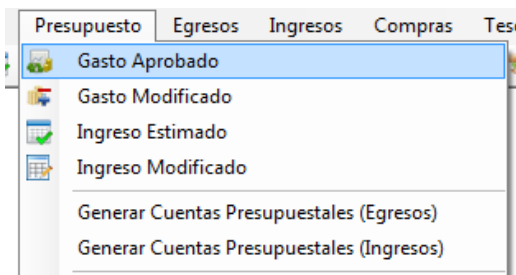 Presupuesto Egresos Ingresos Compras
Gasto Aprobado
Gasto Modificado
Ingreso Estimado
Ingreso Modificado
Generar Cuentas Presupuestales (Egresos)
Generar Cuentas Presupuestales (Ingresos)